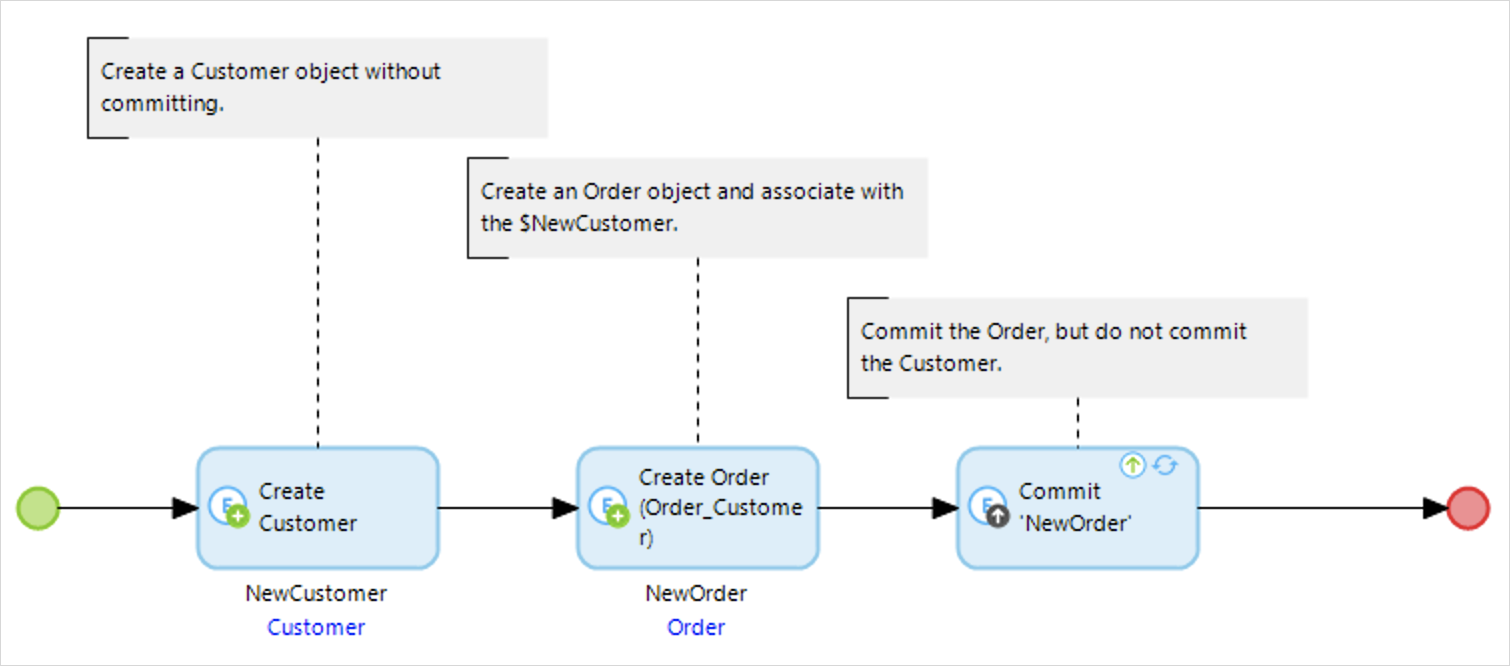 Create a Customer object without
committing.
Create an Order object and associate with
the $NewCustomer.
Commit the Order, but do not commit
the Customer.
Create
Customer
NewCustomer
Customer
Create Order
(Order_Custome
r)
NewOrder
Order
Commit
'NewOrder'